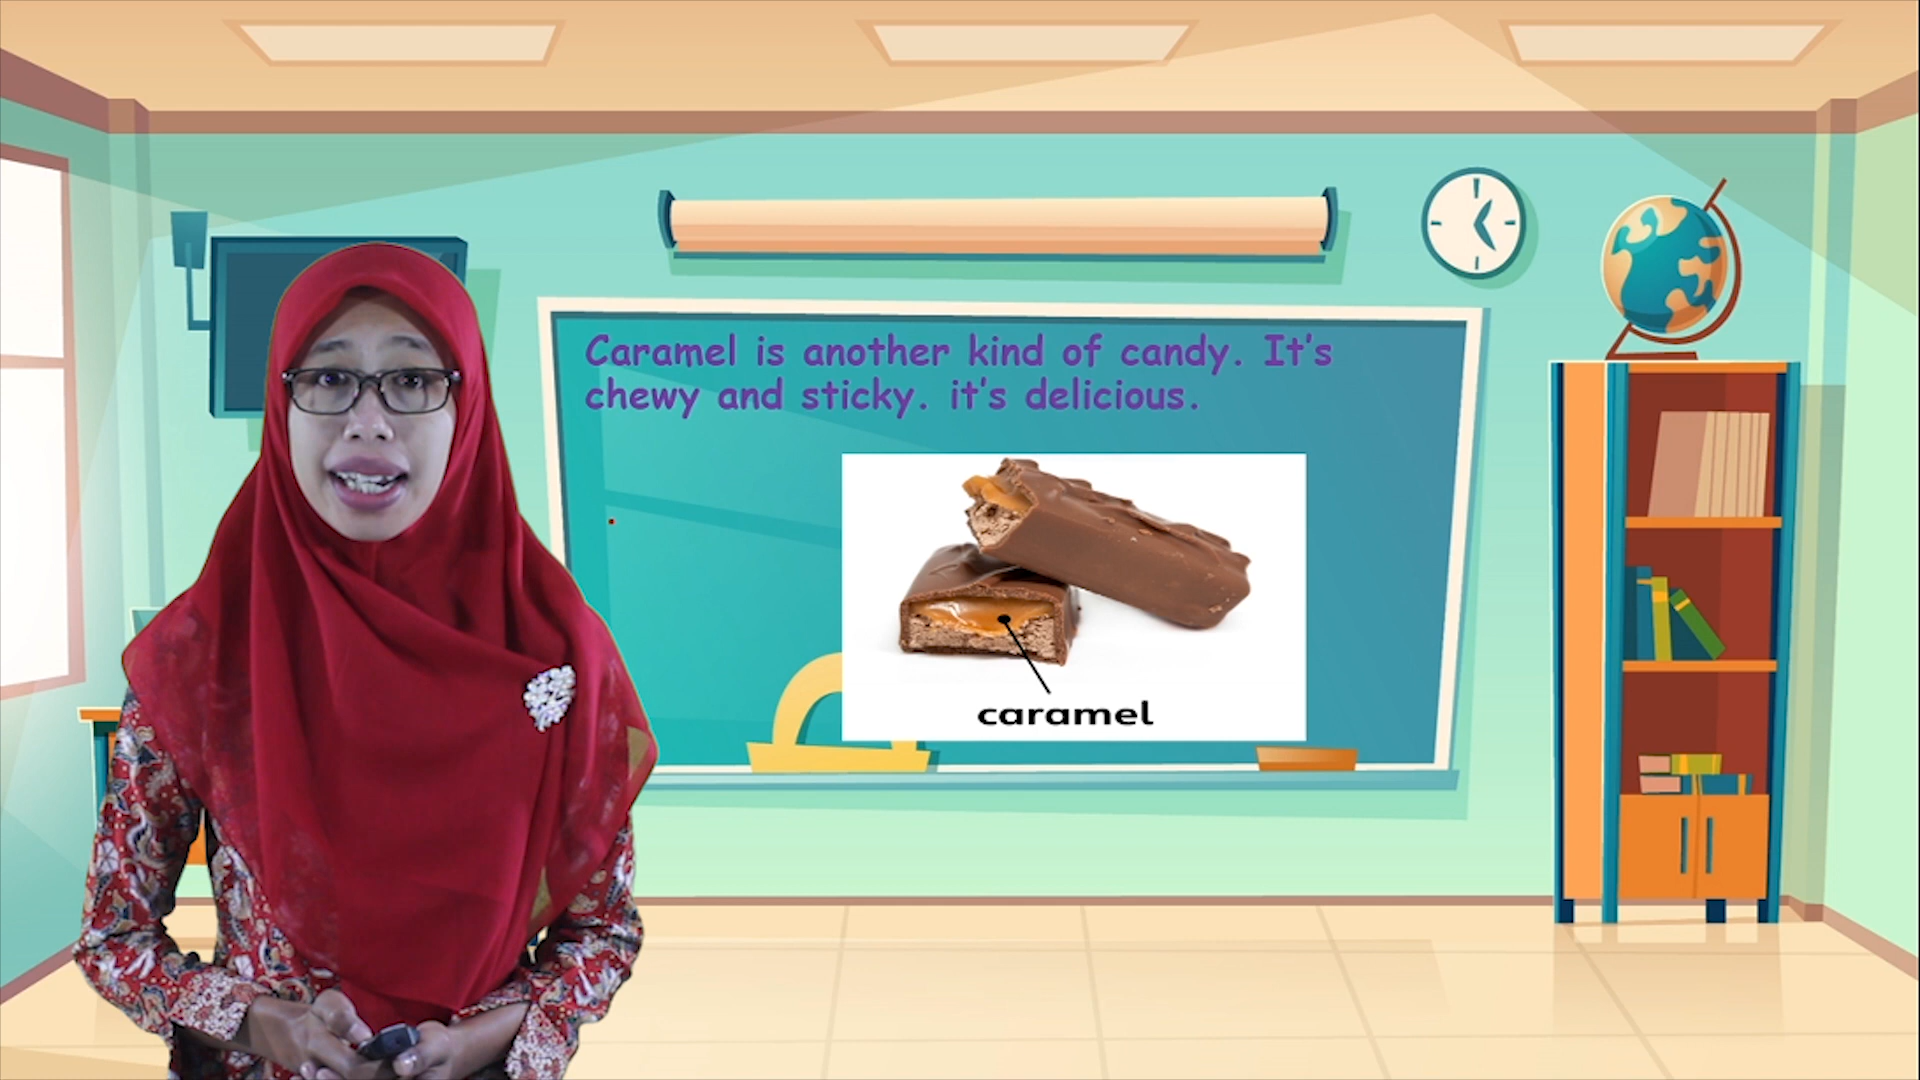 Caramel is another kind of candy. It's
chewy and sticky. it's delicious.
caramel